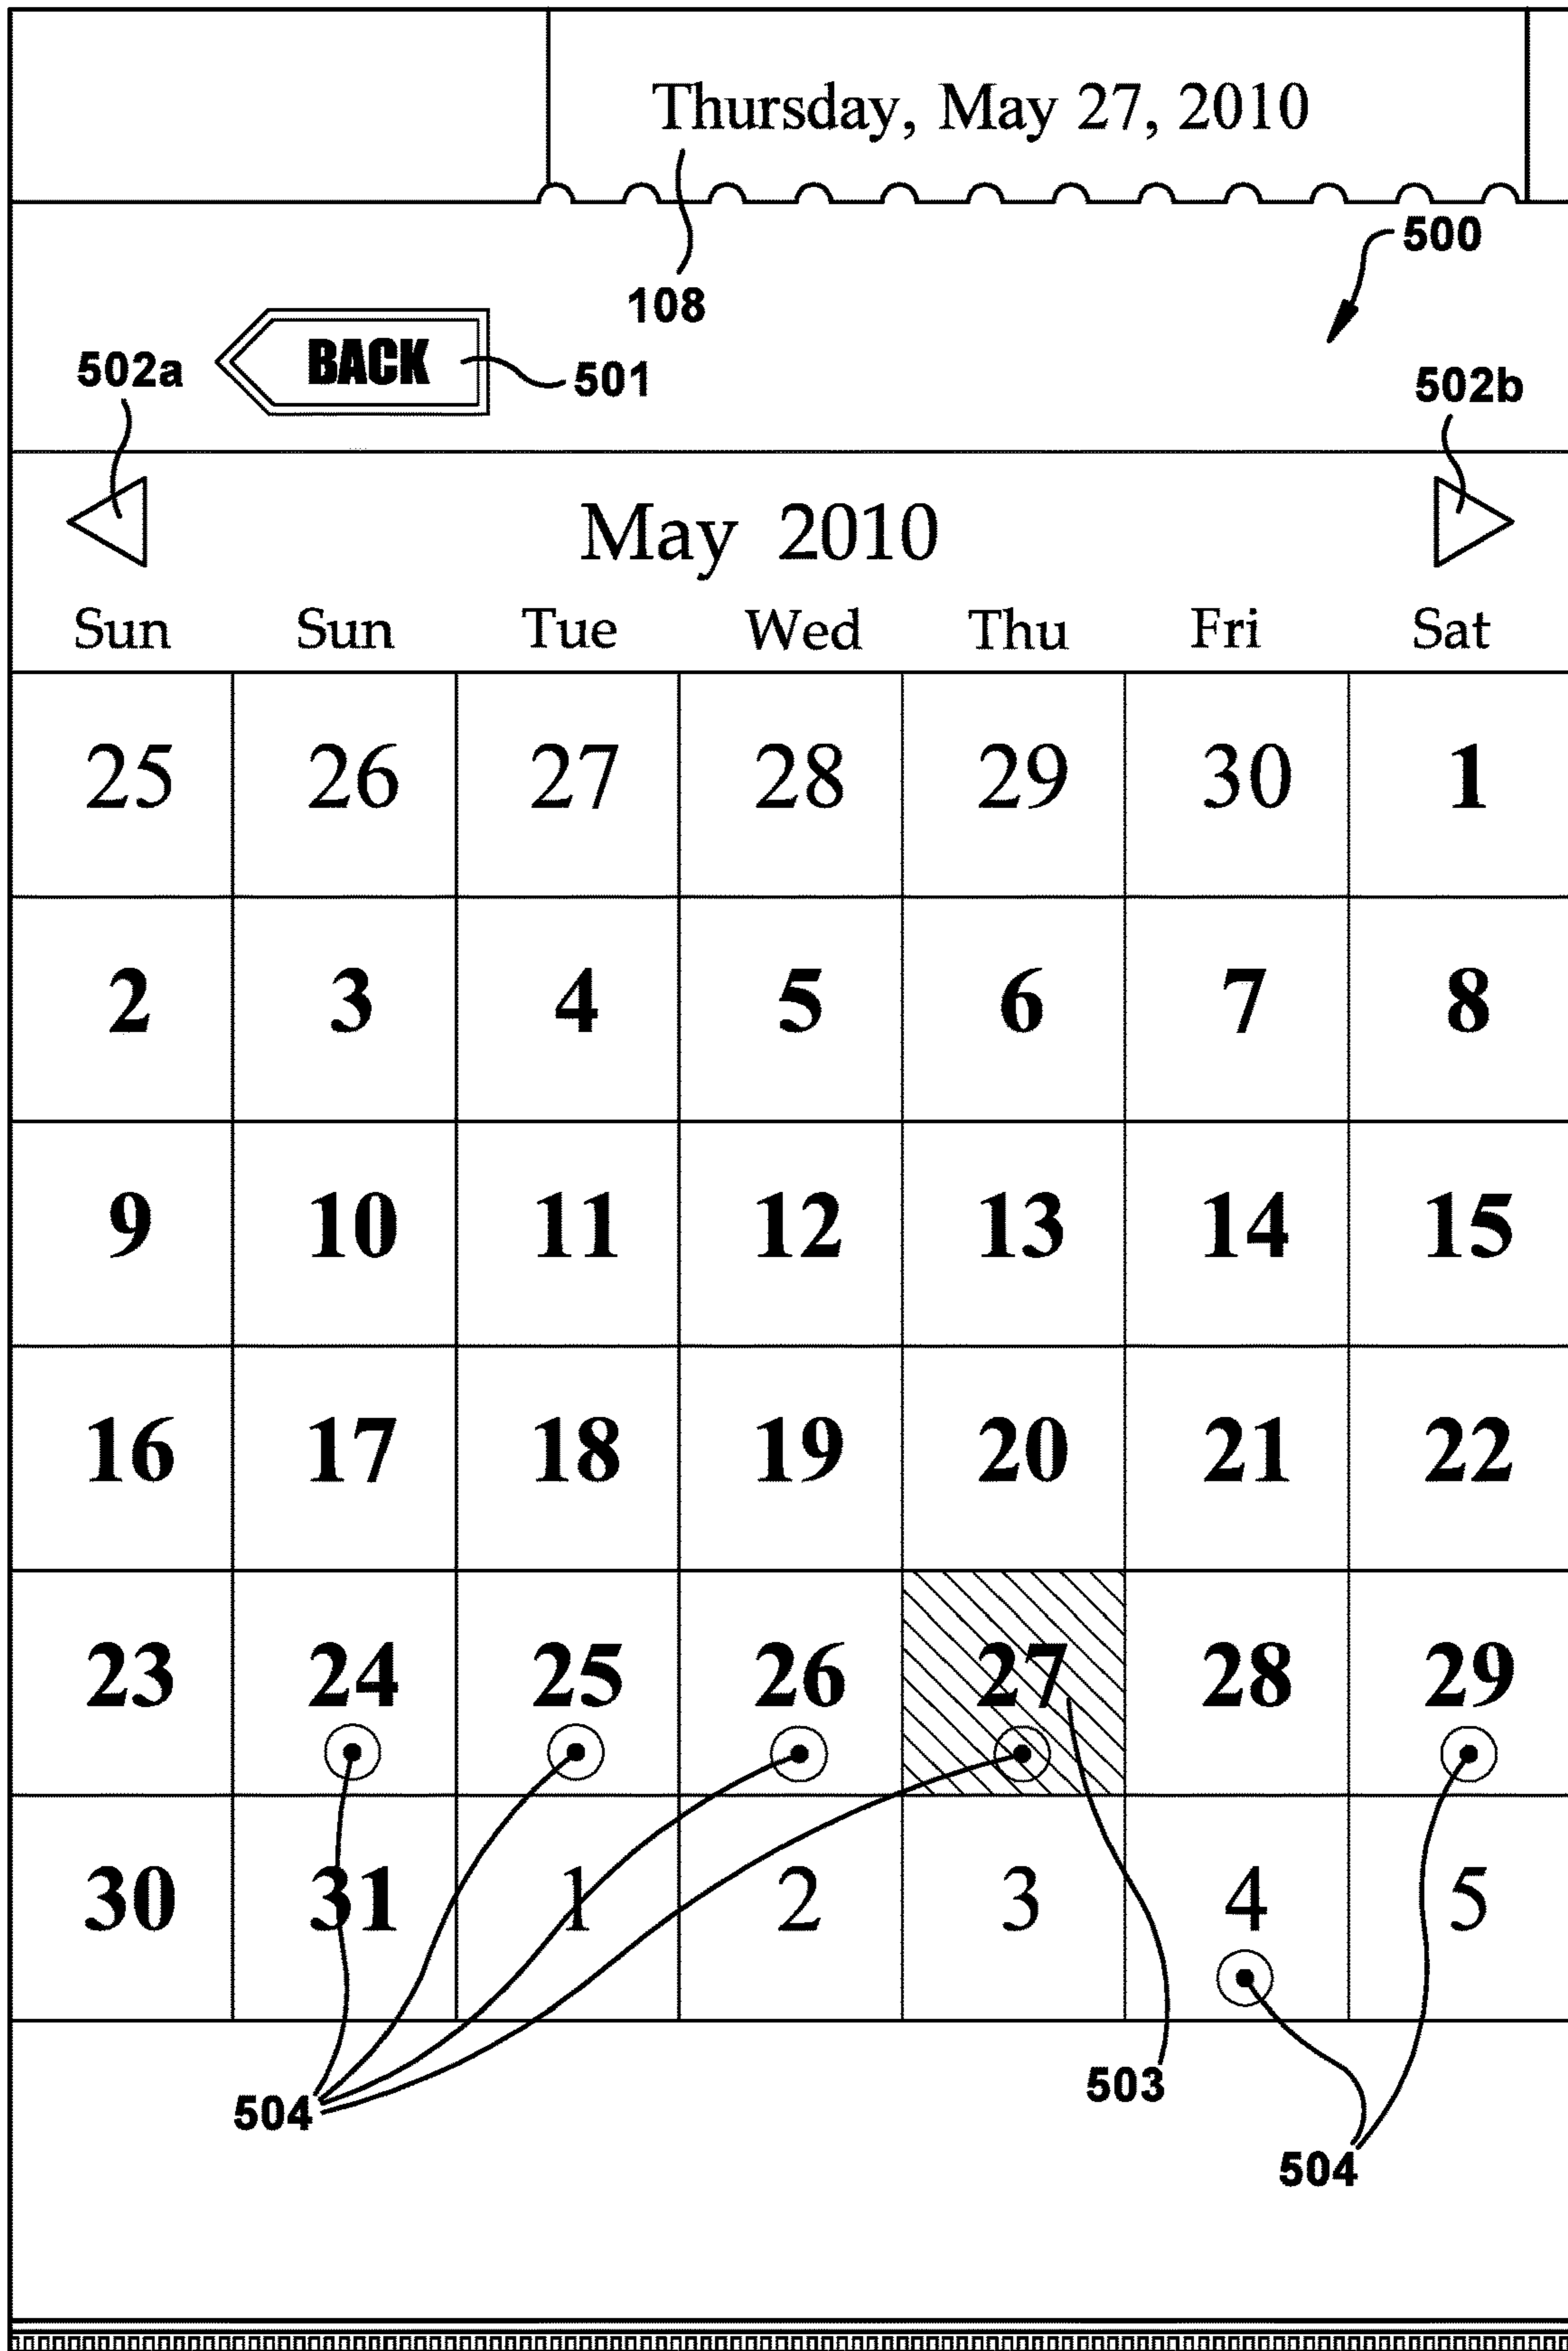 Thursday, May 27, 2010
500
108
502a
BACK
501
502b
May 2010
Sun Sun Tue Wed Thu Fri Sat
25 26 27 28 29 30 1
2 3 4 5 6 7 8
9 10 11 12 13 14 15
16 17 18 19 20 21 22
23 24 25 26 27 28 29
30 31 1 2 3 4 5
503
504
504